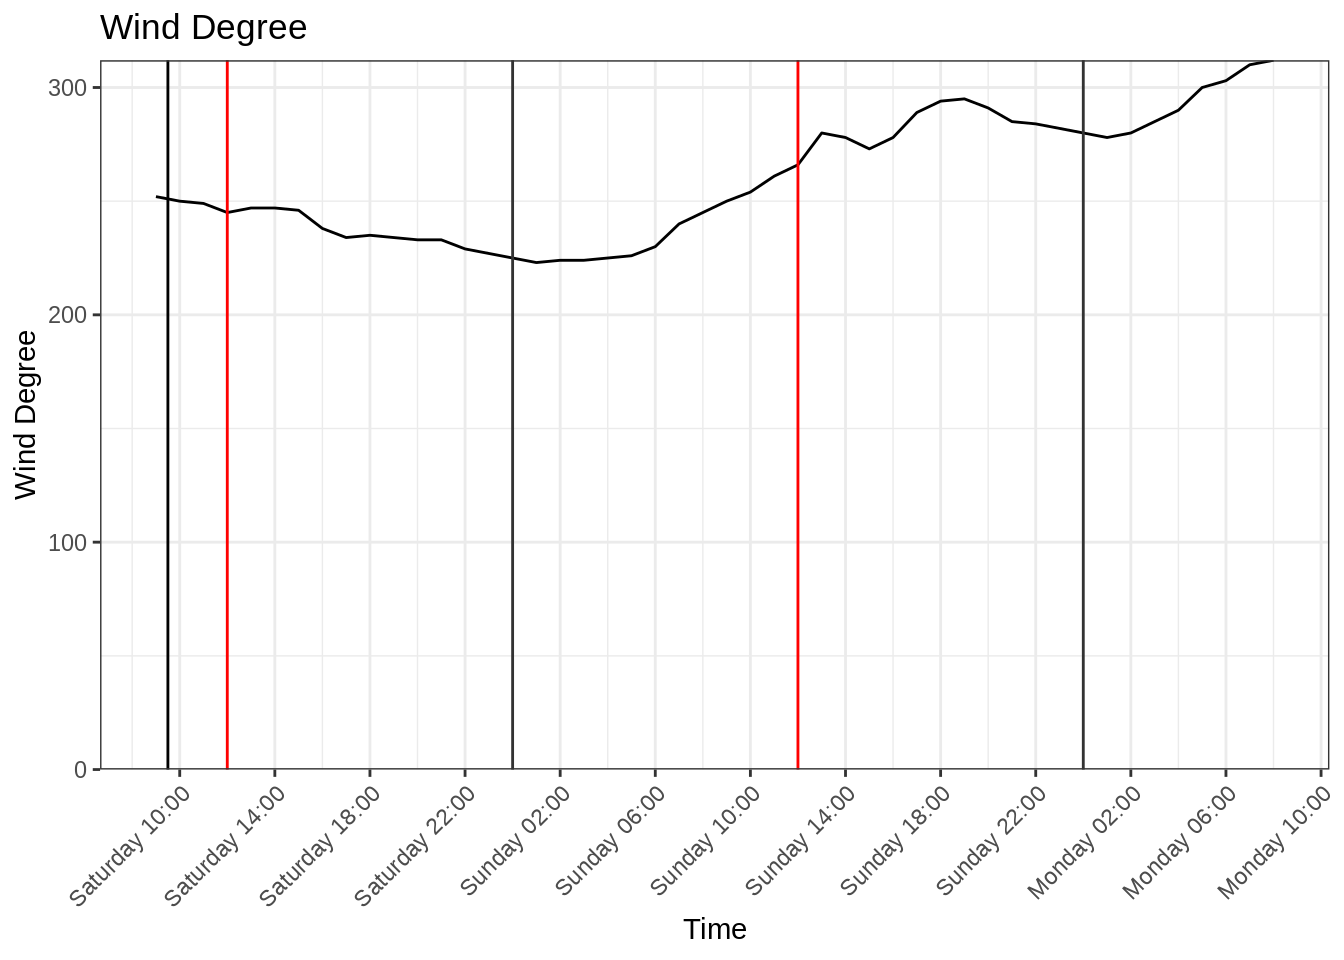 Wind Degree
Wind Degree
300
200
100
0
Saturday 10:00
Saturday 14:00
Saturday 18:00
Saturday 22:00
Sunday 02:00
Sunday 06:00
Sunday 10:00
Sunday 14:00
Sunday 18:00
Sunday 22:00
Monday 02:00
Monday 06:00
Monday 10:00
Time